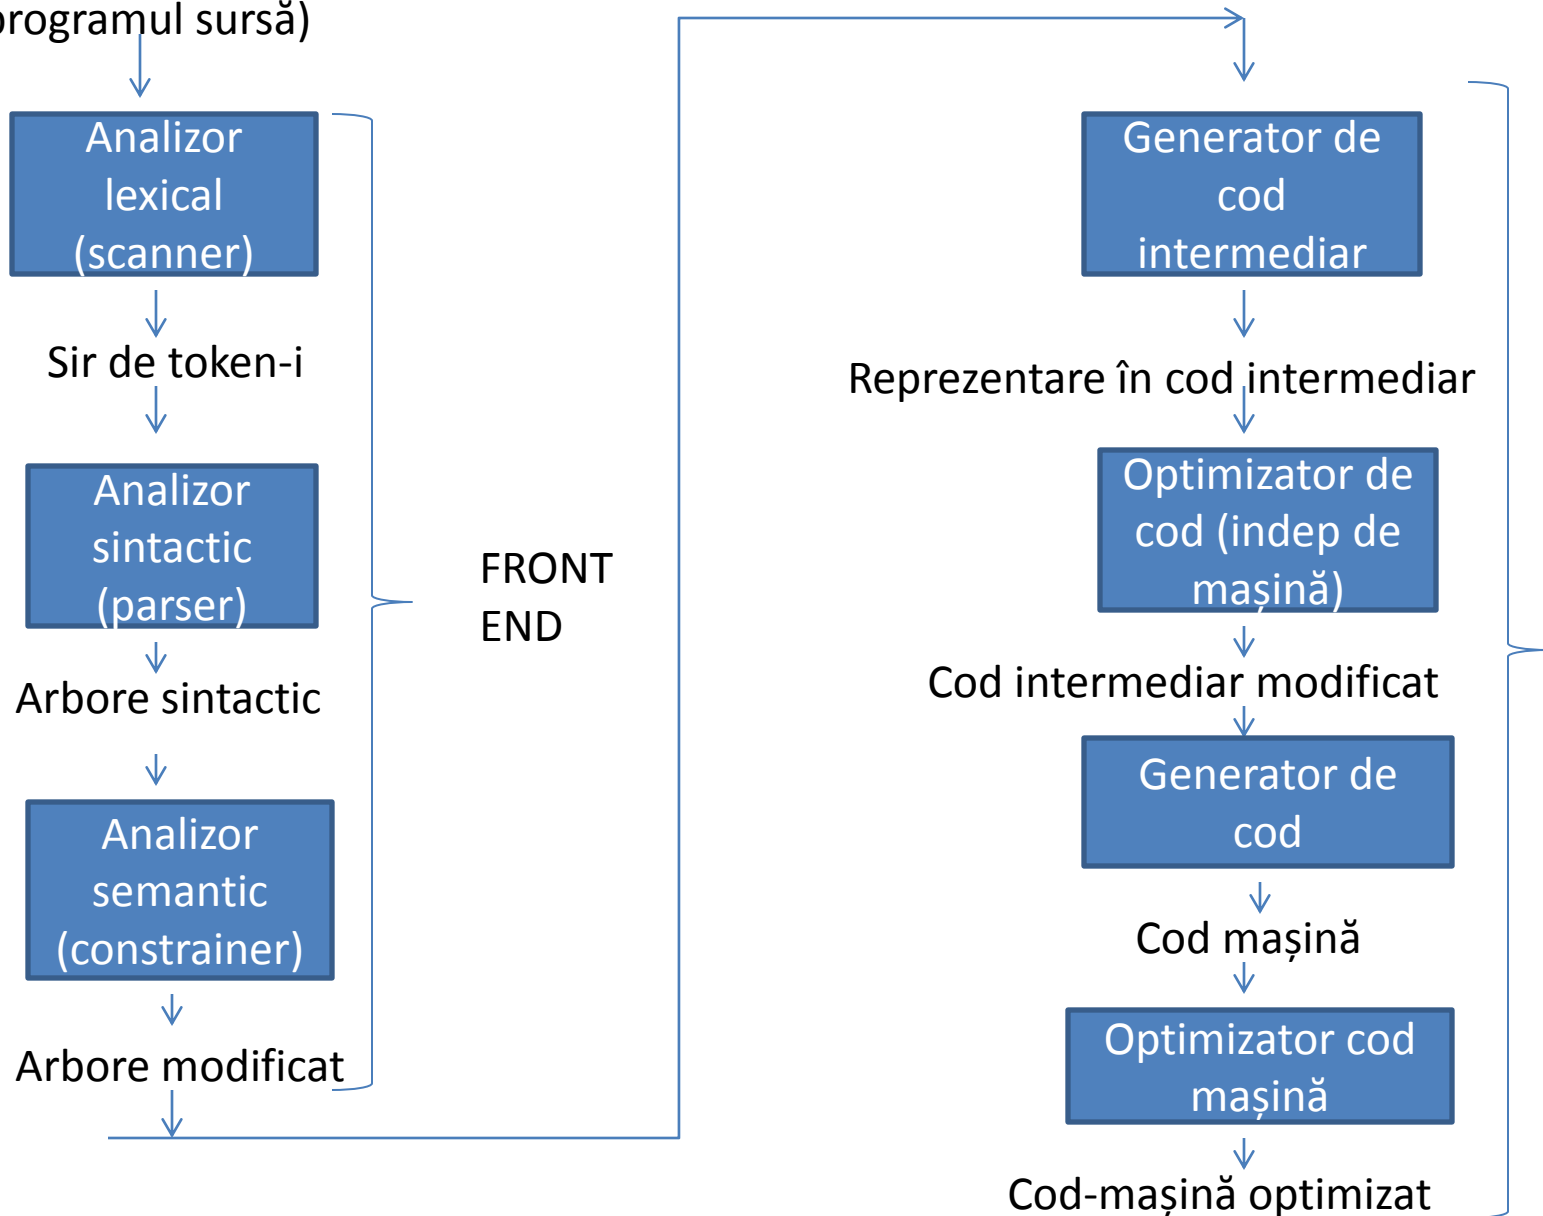 programul sursă)
Analizor
lexical
(scanner)
Sir de token-i
Analizor
sintactic
(parser)
Arbore sintactic
Analizor
semantic
(constrainer)
Arbore modificat
FRONT
END
Generator de
cod
intermediar
Reprezentare în cod intermediar
Optimizator de
cod (indep de
mașină)
Cod intermediar modificat
Generator de
cod
Cod mașină
Optimizator cod
mașină
Cod-mașină optimizat